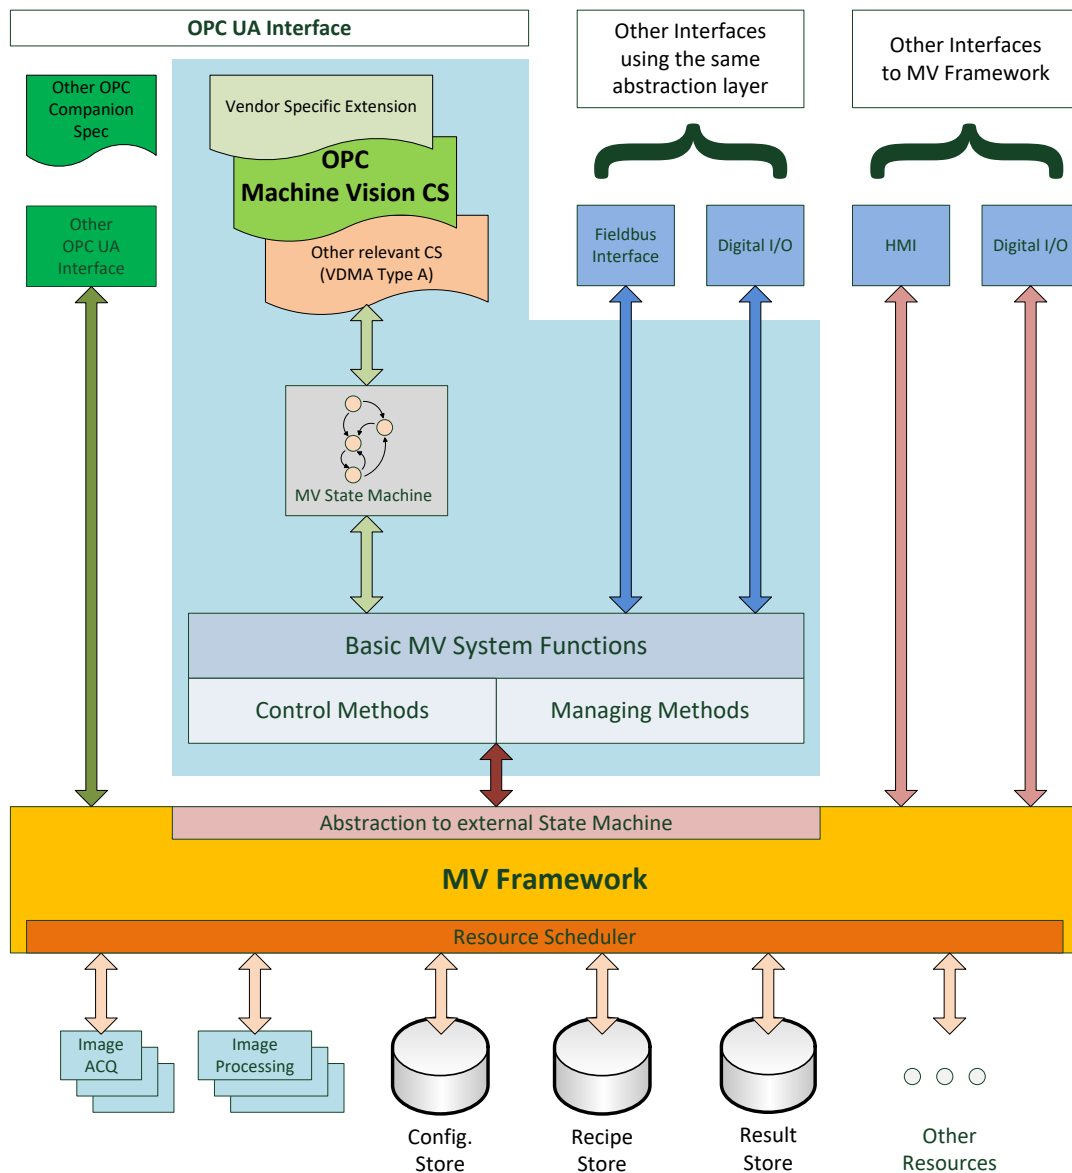 OPC UA Interface
Other Interfaces
using the same
abstraction layer
Other Interfaces
to MV Framework
Other OPC
Companion
Spec
Vendor Specific Extension
OPC
Machine Vision CS
Other relevant CS
(VDMA Type A)
Other
OPC UA
Interface
Fieldbus
Interface
Digital I/O
HMI
Digital I/O
MV State Machine
Basic MV System Functions
Control Methods
Managing Methods
Abstraction to external State Machine
MV Framework
Resource Scheduler
Image
ACQ
Image
Processing
Config.
Store
Recipe
Store
Result
Store
Other
Resources